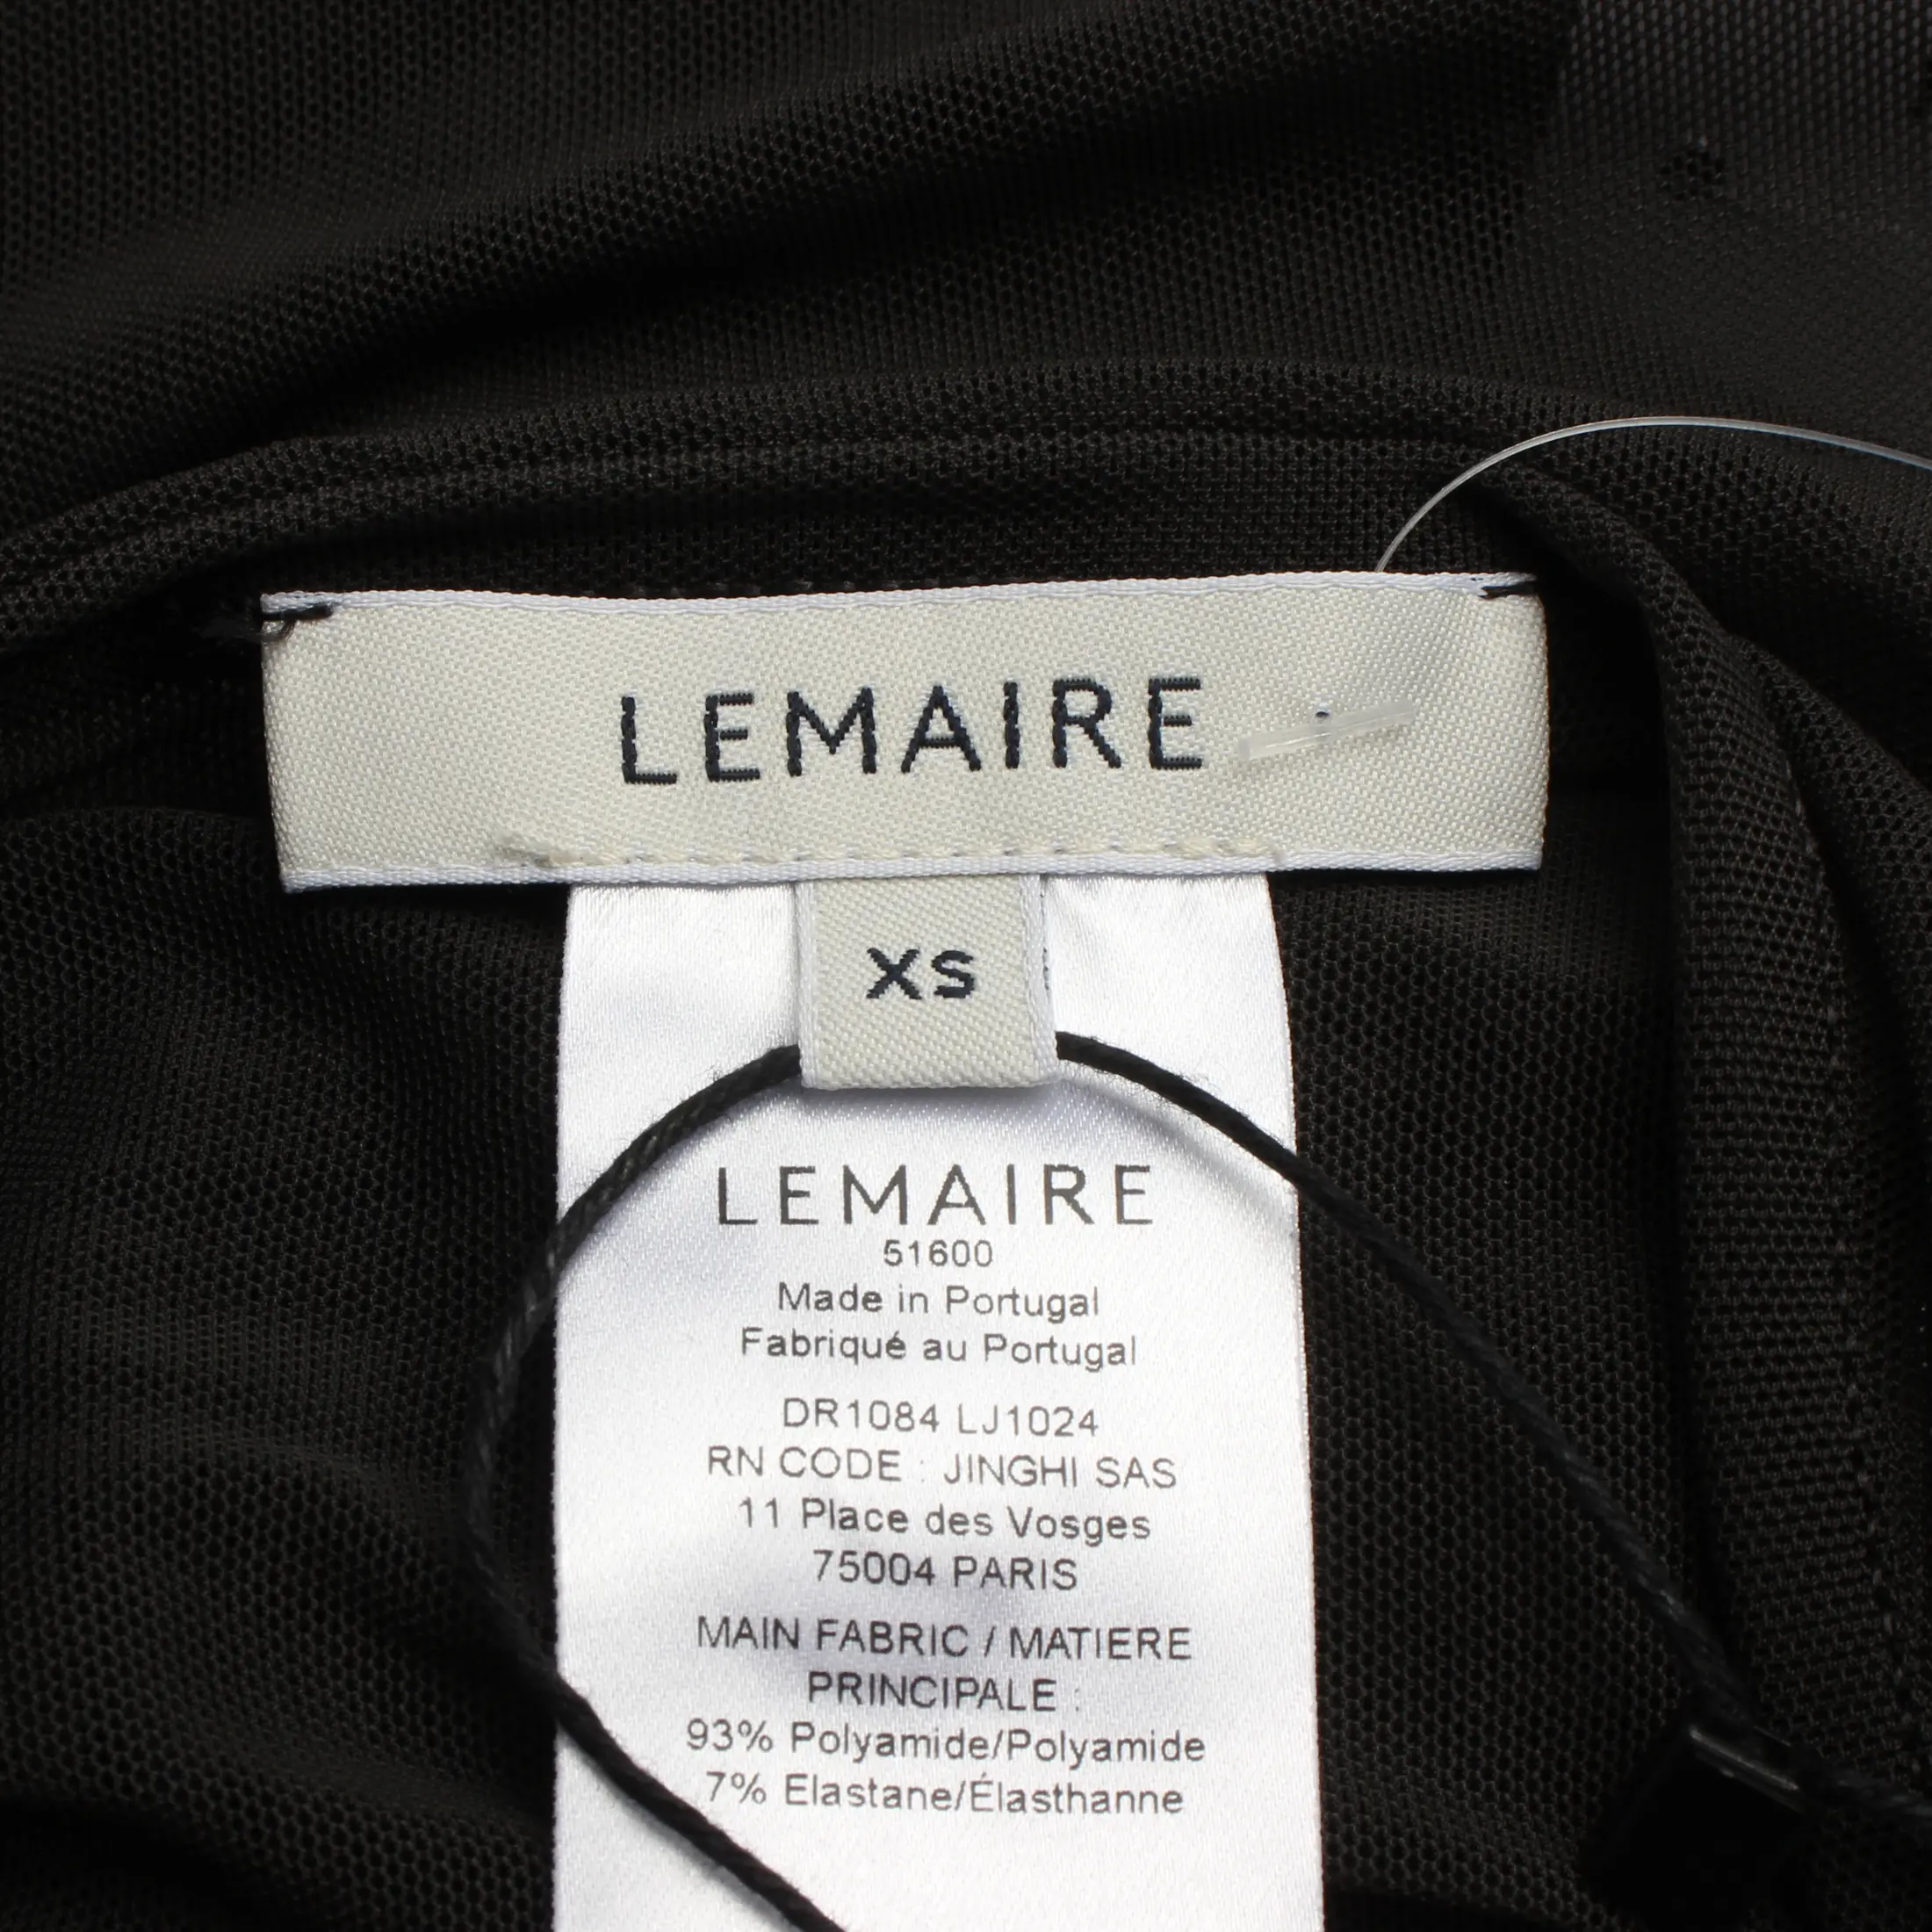 LEMAIRE
XS
LEMAIRE
51600
Made in Portugal
Fabriqué au Portugal
DR1084 LJ1024
RN CODE : JINGHI SAS
11 Place des Vosges
75004 PARIS
MAIN FABRIC / MATIERE
PRINCIPALE :
93% Polyamide/Polyamide
7% Elastane/Élasthanne